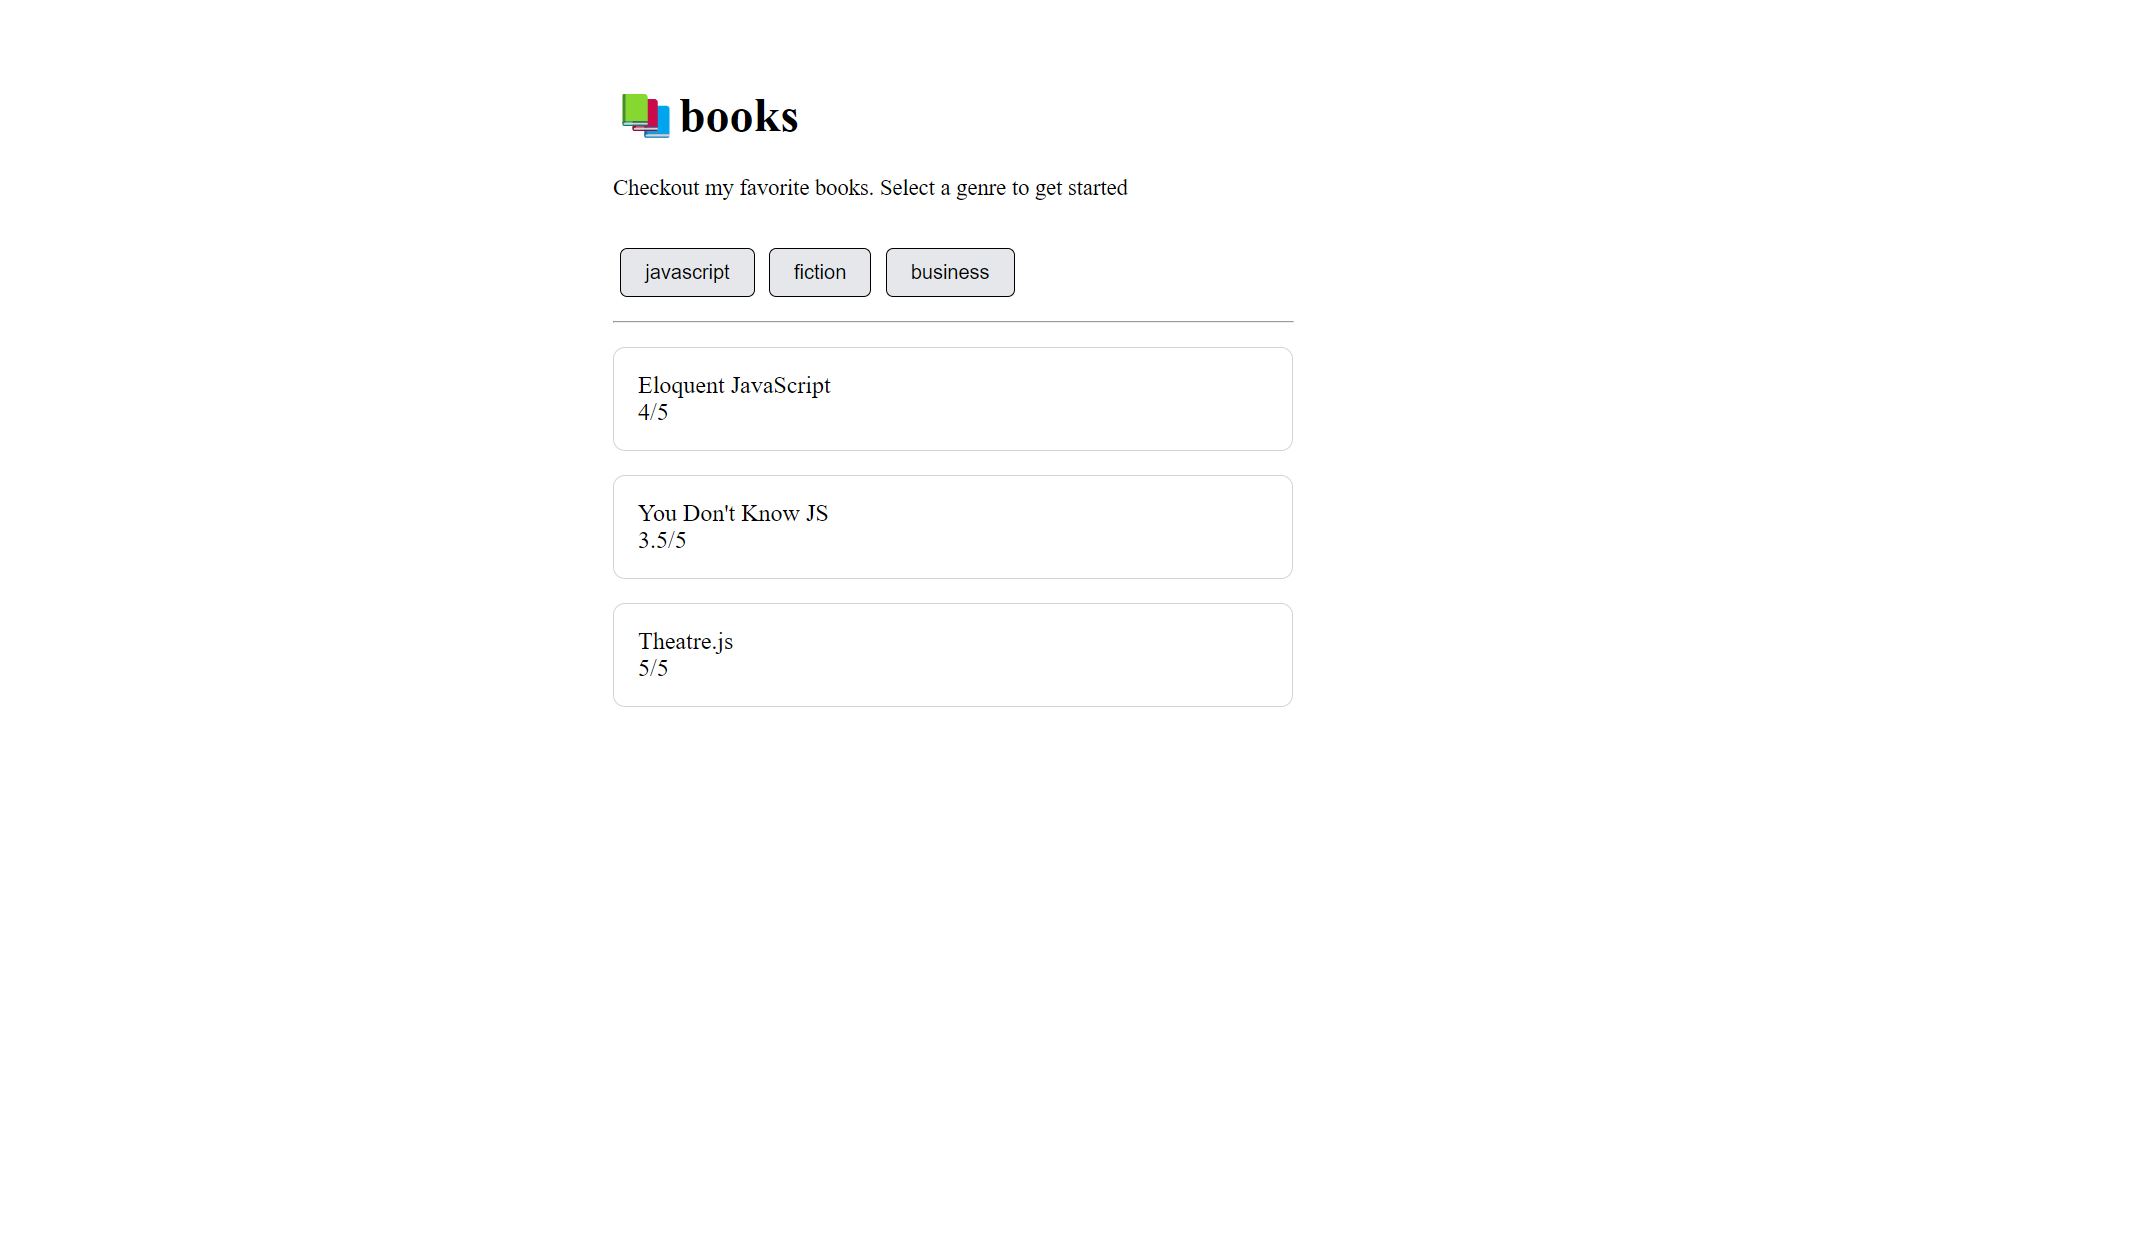 books
Checkout my favorite books. Select a genre to get started
javascript fiction business
Eloquent JavaScript
4/5
You Don't Know JS
3.5/5
Theatre.js
5/5